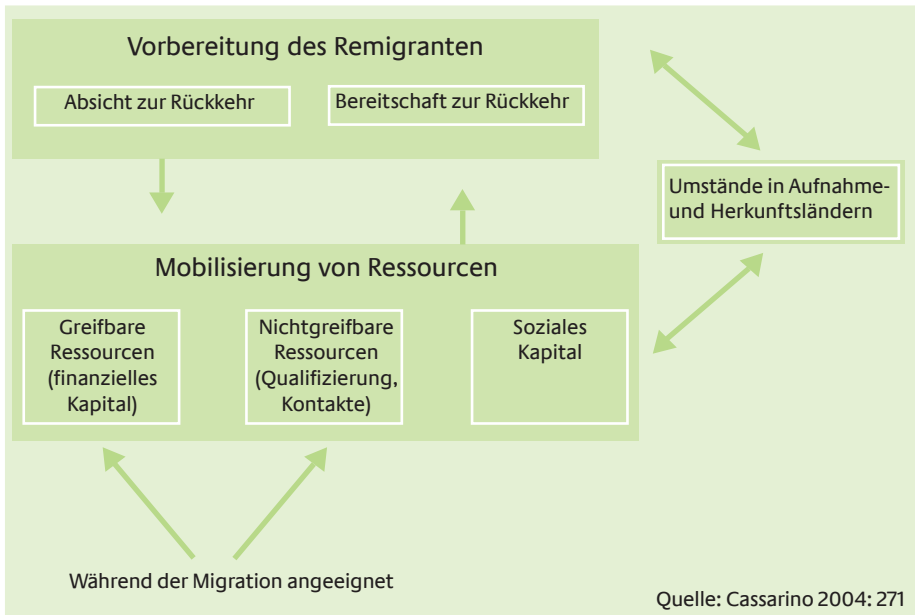 Vorbereitung des Remigranten
Absicht zur Rückkehr
Bereitschaft zur Rückkehr
Umstände in Aufnahme-
und Herkunftsländern
Mobilisierung von Ressourcen
Greifbare
Ressourcen
(finanzielles
Kapital)
Nichtgreifbare
Ressourcen
(Qualifizierung,
Kontakte)
Soziales
Kapital
Während der Migration angeeignet
Quelle: Cassarino 2004: 271